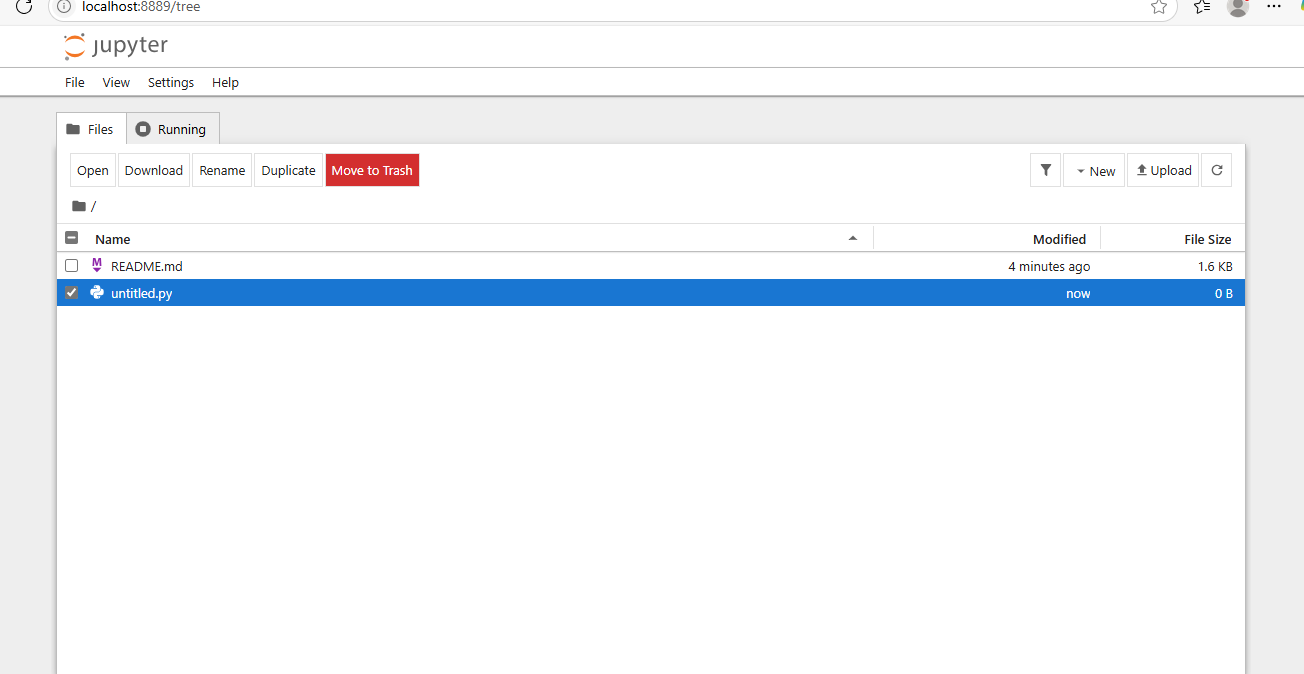 localhost:8889/tree
jupyter
File View Settings Help
Files Running
Open Download Rename Duplicate Move to Trash New Upload
/
Name Modified File Size
M README.md 4 minutes ago 1.6 KB
untitled.py now 0 B